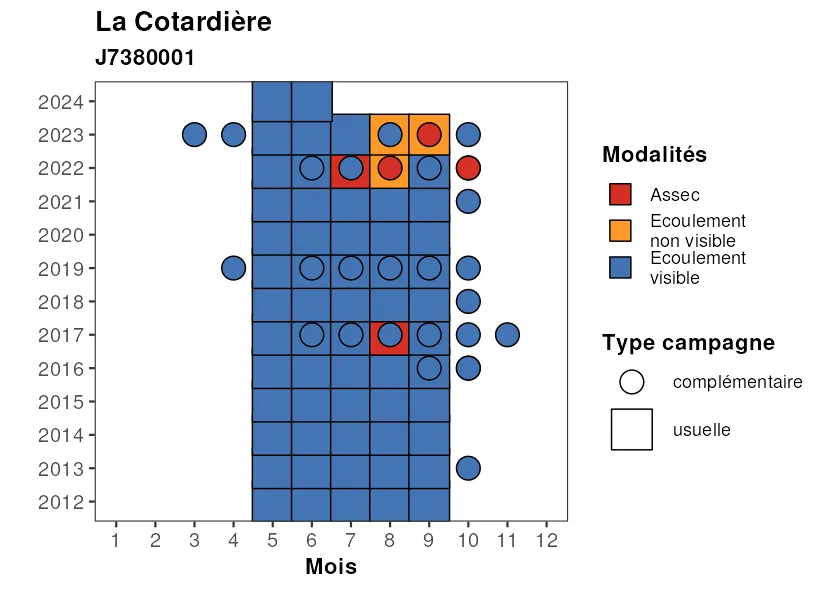 La Cotardière
J7380001
2024
2023
2022
2021
2020
2019
2018
2017
2016
2015
2014
2013
2012
1 2 3 4 5 6 7 8 9 10 11 12
Mois
Modalités
Assec
Ecoulement
non visible
Ecoulement
visible
Type campagne
complémentaire
usuelle